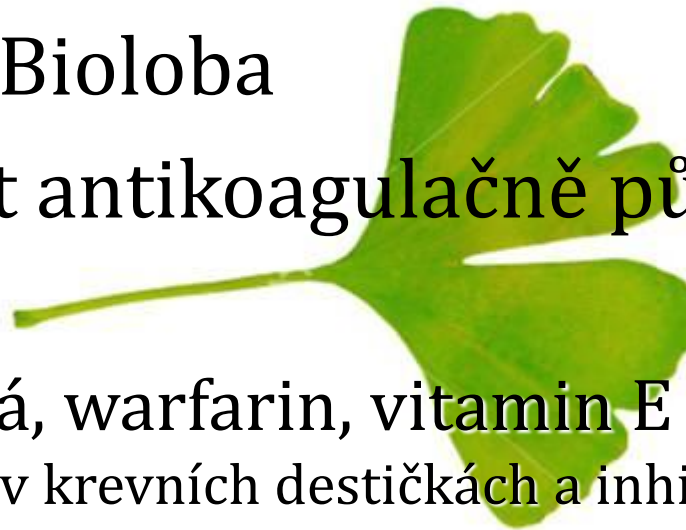 Bioloba
t antikoagulačně pů
á, warfarin, vitamin E
v krevních destičkách a inhi